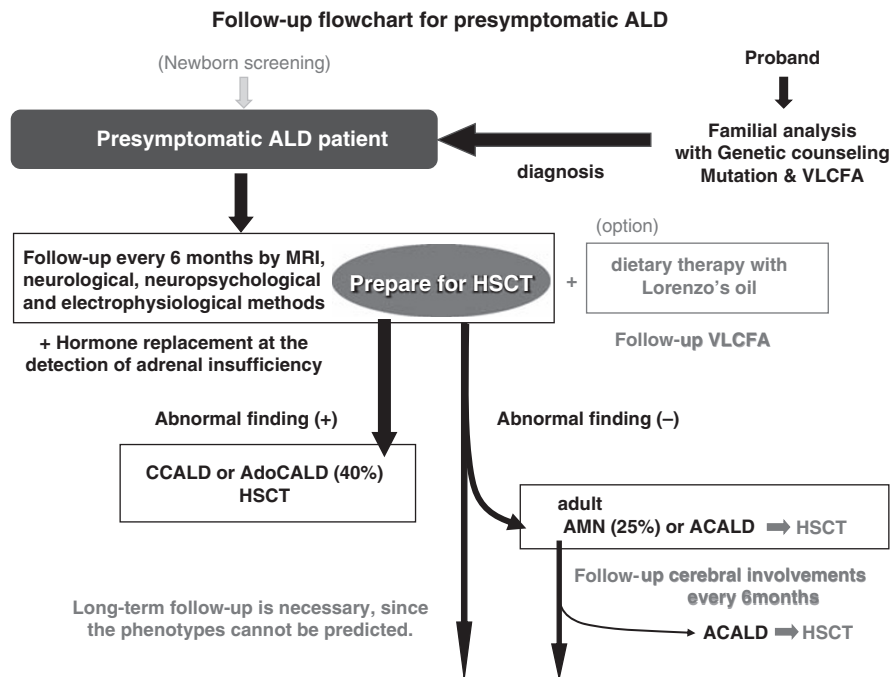 Follow-up flowchart for presymptomatic ALD
(Newborn screening)
Proband
Presymptomatic ALD patient
diagnosis
Familial analysis
with Genetic counseling
Mutation & VLCFA
Follow-up every 6 months by MRI,
neurological, neuropsychological
and electrophysiological methods
Prepare for HSCT
+
(option)
dietary therapy with
Lorenzo's oil
Follow-up VLCFA
+ Hormone replacement at the
detection of adrenal insufficiency
Abnormal finding (+)
Abnormal finding (–)
CCALD or AdoCALD (40%)
HSCT
adult
AMN (25%) or ACALD HSCT
Follow-up cerebral involvements
every 6months
ACALD HSCT
Long-term follow-up is necessary, since
the phenotypes cannot be predicted.